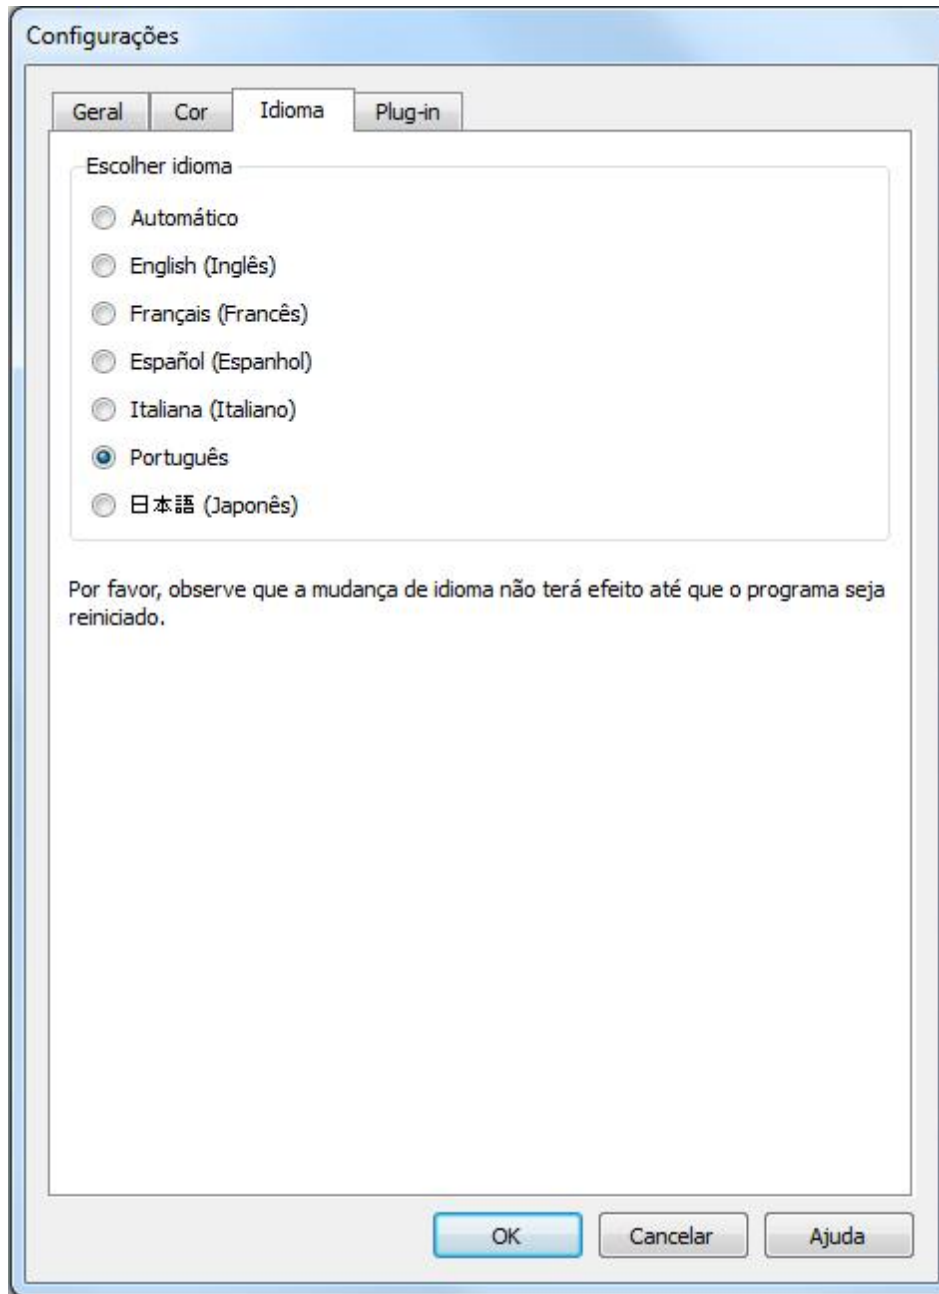 Configurações
Geral Cor Idioma Plug-in
Escolher idioma
Automático
English (Inglês)
Français (Francês)
Español (Espanhol)
Italiana (Italiano)
Português
日本語 (Japonês)
Por favor, observe que a mudança de idioma não terá efeito até que o programa seja
reiniciado.
OK Cancelar Ajuda